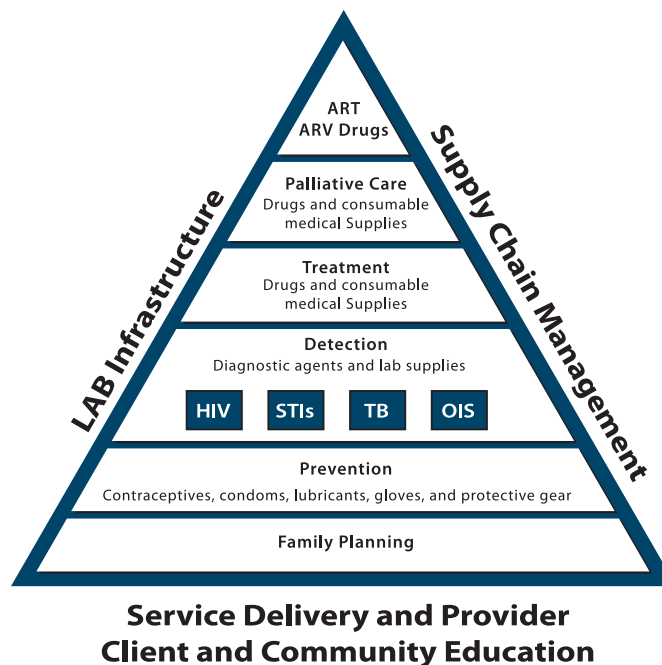 ART
ARV Drugs
Palliative Care
Drugs and consumable
medical Supplies
Treatment
Drugs and consumable
medical Supplies
Detection
Diagnostic agents and lab supplies
HIV
STIs
TB
OIS
Prevention
Contraceptives, condoms, lubricants, gloves, and protective gear
Family Planning
LAB Infrastructure
Supply Chain Management
Service Delivery and Provider
Client and Community Education